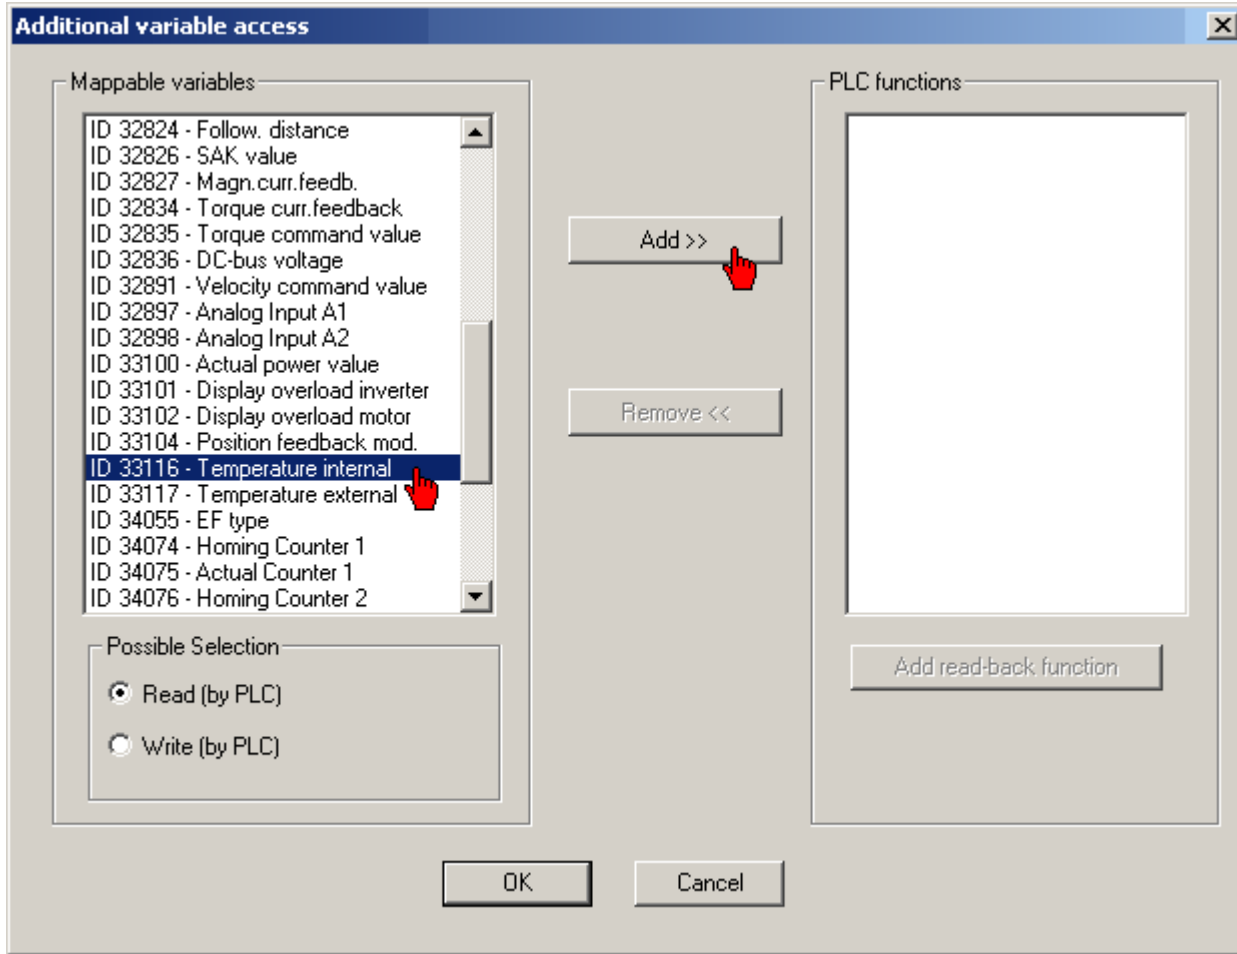 Additional variable access
Mappable variables
ID 32824 - Follow. distance
ID 32826 - SAK value
ID 32827 - Magn.curr.feedb.
ID 32834 - Torque curr.feedback
ID 32835 - Torque command value
ID 32836 - DC-bus voltage
ID 32891 - Velocity command value
ID 32897 - Analog Input A1
ID 32898 - Analog Input A2
ID 33100 - Actual power value
ID 33101 - Display overload inverter
ID 33102 - Display overload motor
ID 33104 - Position feedback mod.
ID 33116 - Temperature internal
ID 33117 - Temperature external
ID 34055 - EF type
ID 34074 - Homing Counter 1
ID 34075 - Actual Counter 1
ID 34076 - Homing Counter 2
Possible Selection
Read (by PLC)
Write (by PLC)
Add >>
Remove <<
PLC functions
Add read-back function
OK
Cancel